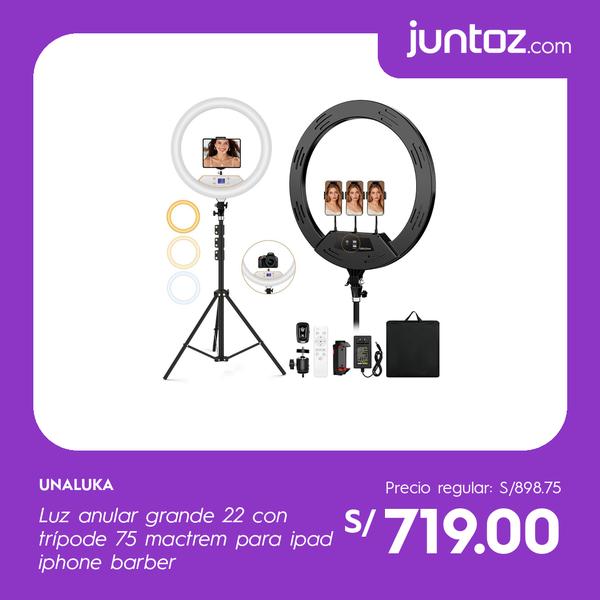 juntoz.com
UNALUKA
Luz anular grande 22 con
trípode 75 mactrem para ipad
iphone barber
Precio regular: S/898.75
S/ 719.00